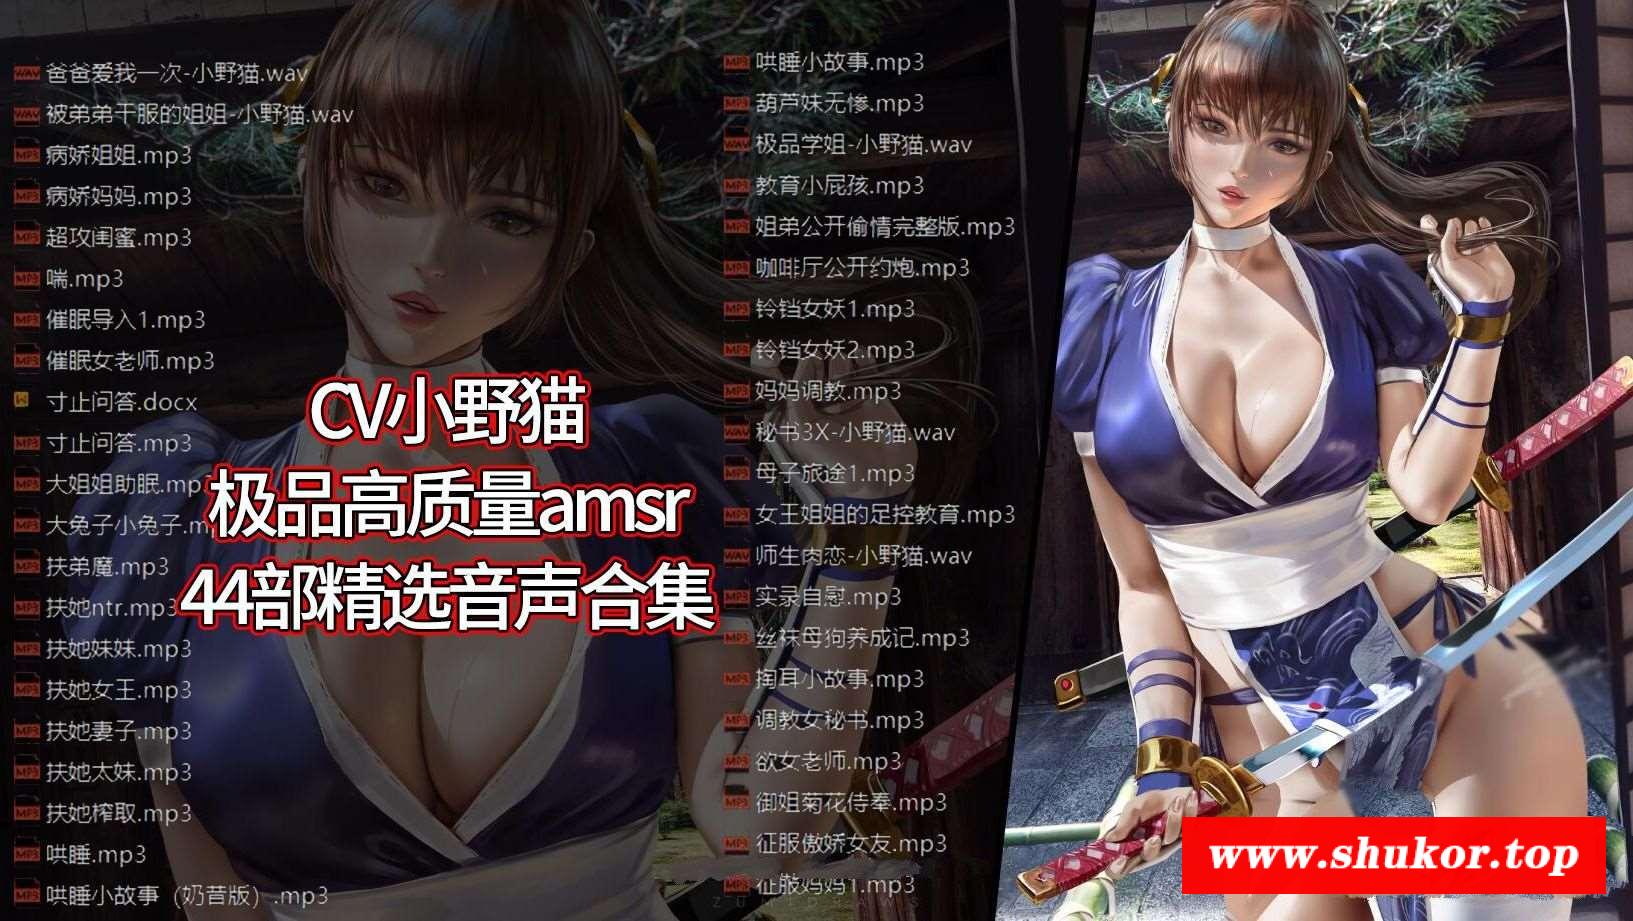 爸爸爱我一次-小野猫.wav
被弟弟干服的姐姐-小野猫.wav
病娇姐姐.mp3
病娇妈妈.mp3
超攻闺蜜.mp3
喘.mp3
催眠导入1.mp3
催眠女老师.mp3
寸止问答.docx
寸止问答.mp3
大姐姐助眠.mp
大兔子小兔子.m
扶弟魔.mp3
扶她ntr.mp3
扶她妹妹.mp3
扶她女王.mp3
扶她妻子.mp3
扶她太妹.mp3
扶她榨取.mp3
哄睡.mp3
哄睡小故事（奶昔版）.mp3
CV小野猫
极品高质量amsr
44部精选音声合集
哄睡小故事.mp3
葫芦妹无惨.mp3
极品学姐-小野猫.wav
教育小屁孩.mp3
姐弟公开偷情完整版.mp3
咖啡厅公开约炮.mp3
铃铛女妖1.mp3
铃铛女妖2.mp3
妈妈调教.mp3
秘书3X-小野猫.wav
母子旅途1.mp3
女王姐姐的足控教育.mp3
师生肉恋-小野猫.wav
实录自慰.mp3
丝袜母狗养成记.mp3
掏耳小故事.mp3
调教女秘书.mp3
欲女老师.mp3
御姐菊花侍奉.mp3
征服傲娇女友.mp3
征服妈妈1.mp3
www.shukor.top